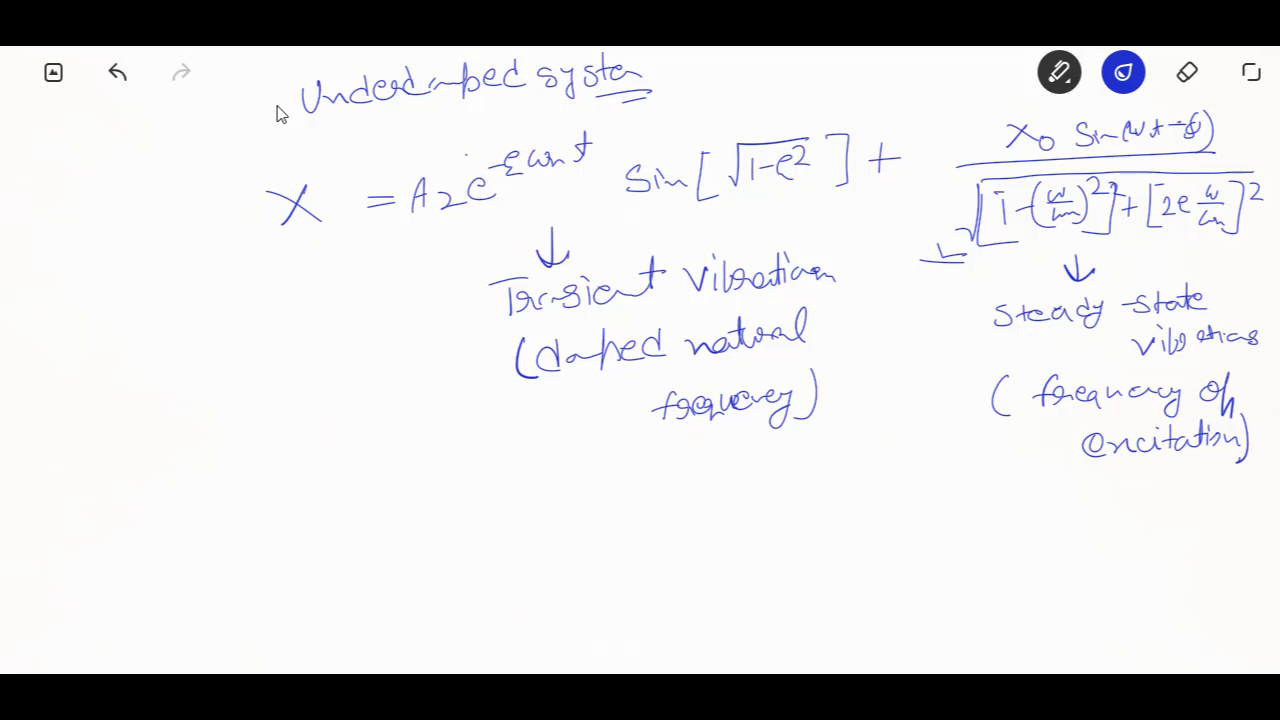 Underdamped system
X = A2 e^-ξωnt sin[√1-ξ2] + X0 Sin(ωt-φ) / √[1-(ω/ωn)2]2+[2ξ ω/ωn]2
↓ Transient vibration
(damped natural
frequency)
↓
Steady-state
vibrations
(frequency of
excitation)